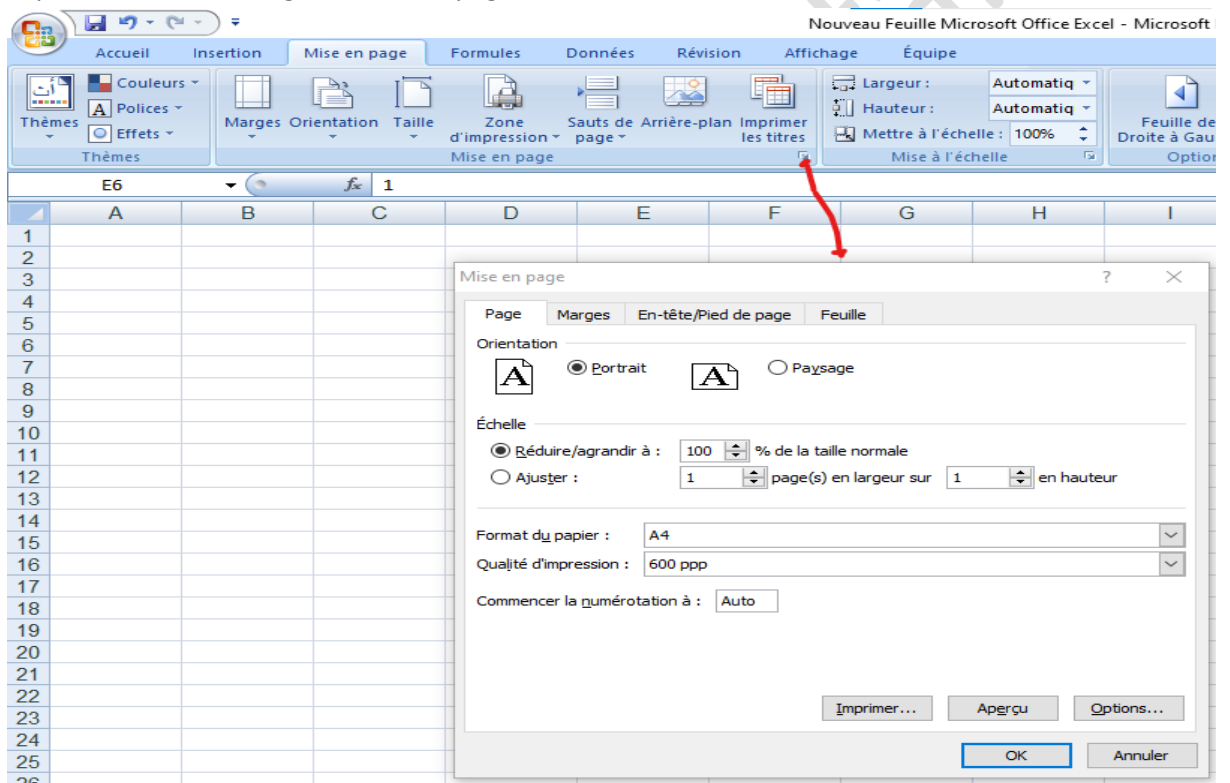 Nouveau Feuille Microsoft Office Excel - Microsoft
Accueil Insertion Mise en page Formules Données Révision Affichage Équipe
Couleurs
Polices
Effets
Thèmes
Thèmes
Marges
Orientation
Taille
Zone
d'impression
Sauts de
page
Arrière-plan
Imprimer
les titres
Mise en page
Largeur : Automatiq
Hauteur : Automatiq
Mettre à l'échelle : 100%
Mise à l'échelle
Feuille de
Droite à Gau
Option
E6 fx 1
A B C D E F G H I
1
2
3
4
5
6
7
8
9
10
11
12
13
14
15
16
17
18
19
20
21
22
23
24
25
26
Mise en page ?
Page Marges En-tête/Pied de page Feuille
Orientation
A Portrait A Paysage
Échelle
Réduire/agrandir à : 100 % de la taille normale
Ajuster : 1 page(s) en largeur sur 1 en hauteur
Format du papier : A4
Qualité d'impression : 600 ppp
Commencer la numérotation à : Auto
Imprimer... Aperçu Options...
OK Annuler